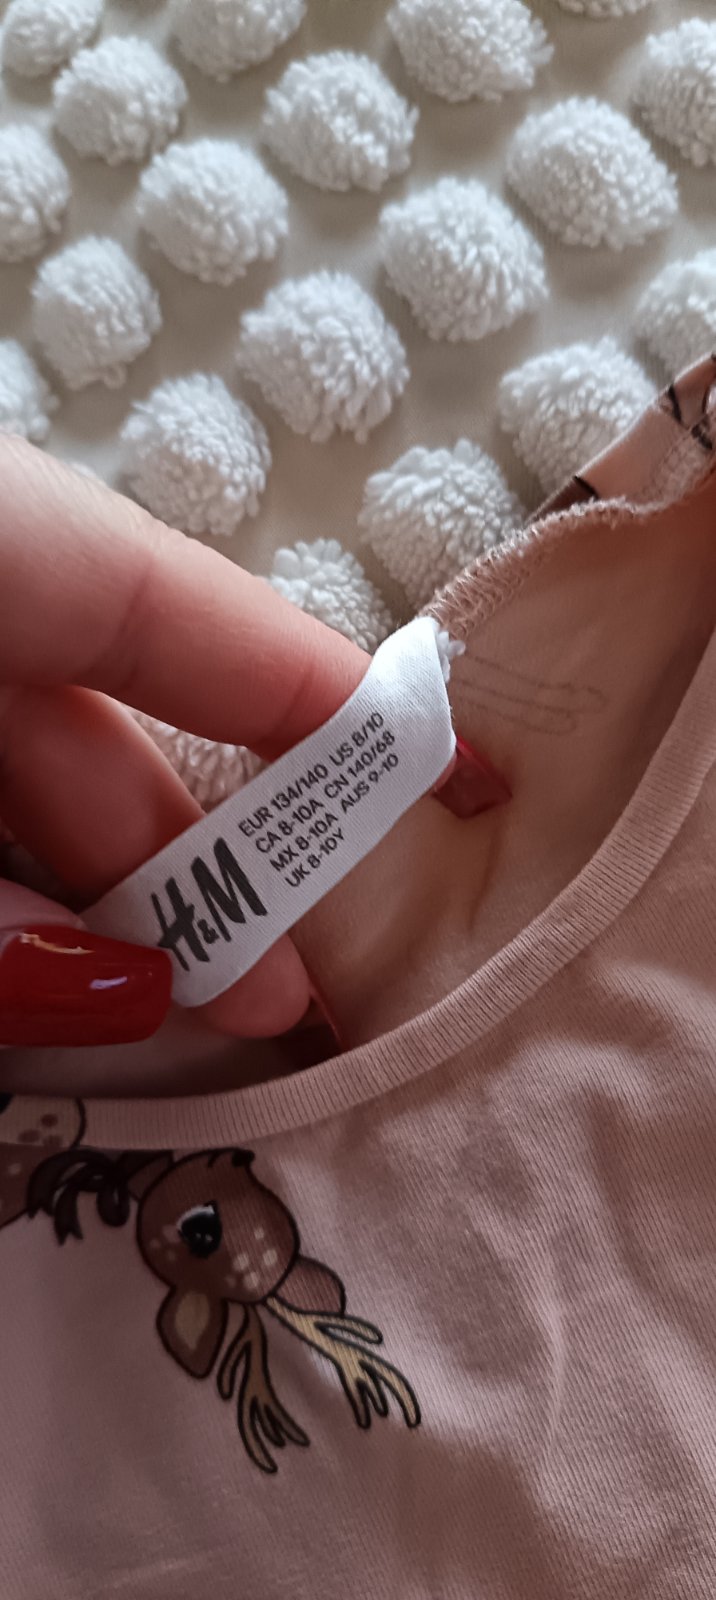 H&M
EUR 134/140 US 8/10
CA 8-10A CN 140/68
MX 8-10A AUS 9-10
UK 8-10Y